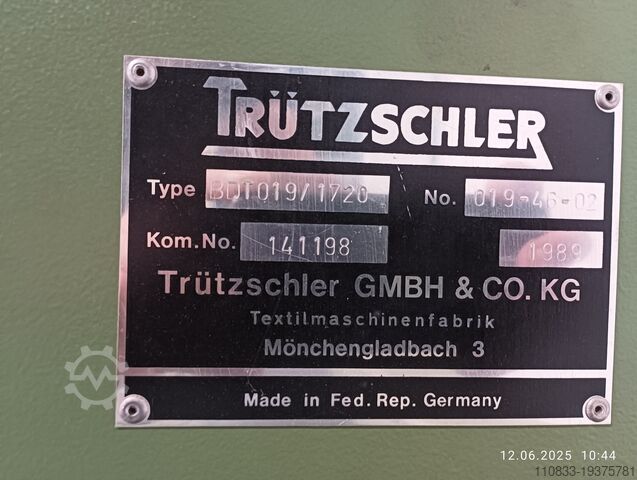 TRÜTZSCHLER
Type BDT019/1720 No. 019-46-02
Kom.No. 141198 1989
Trützschler GMBH & CO. KG
Textilmaschinenfabrik
Mönchengladbach 3
Made in Fed. Rep. Germany
12.06.2025 10:44
110833-19375781